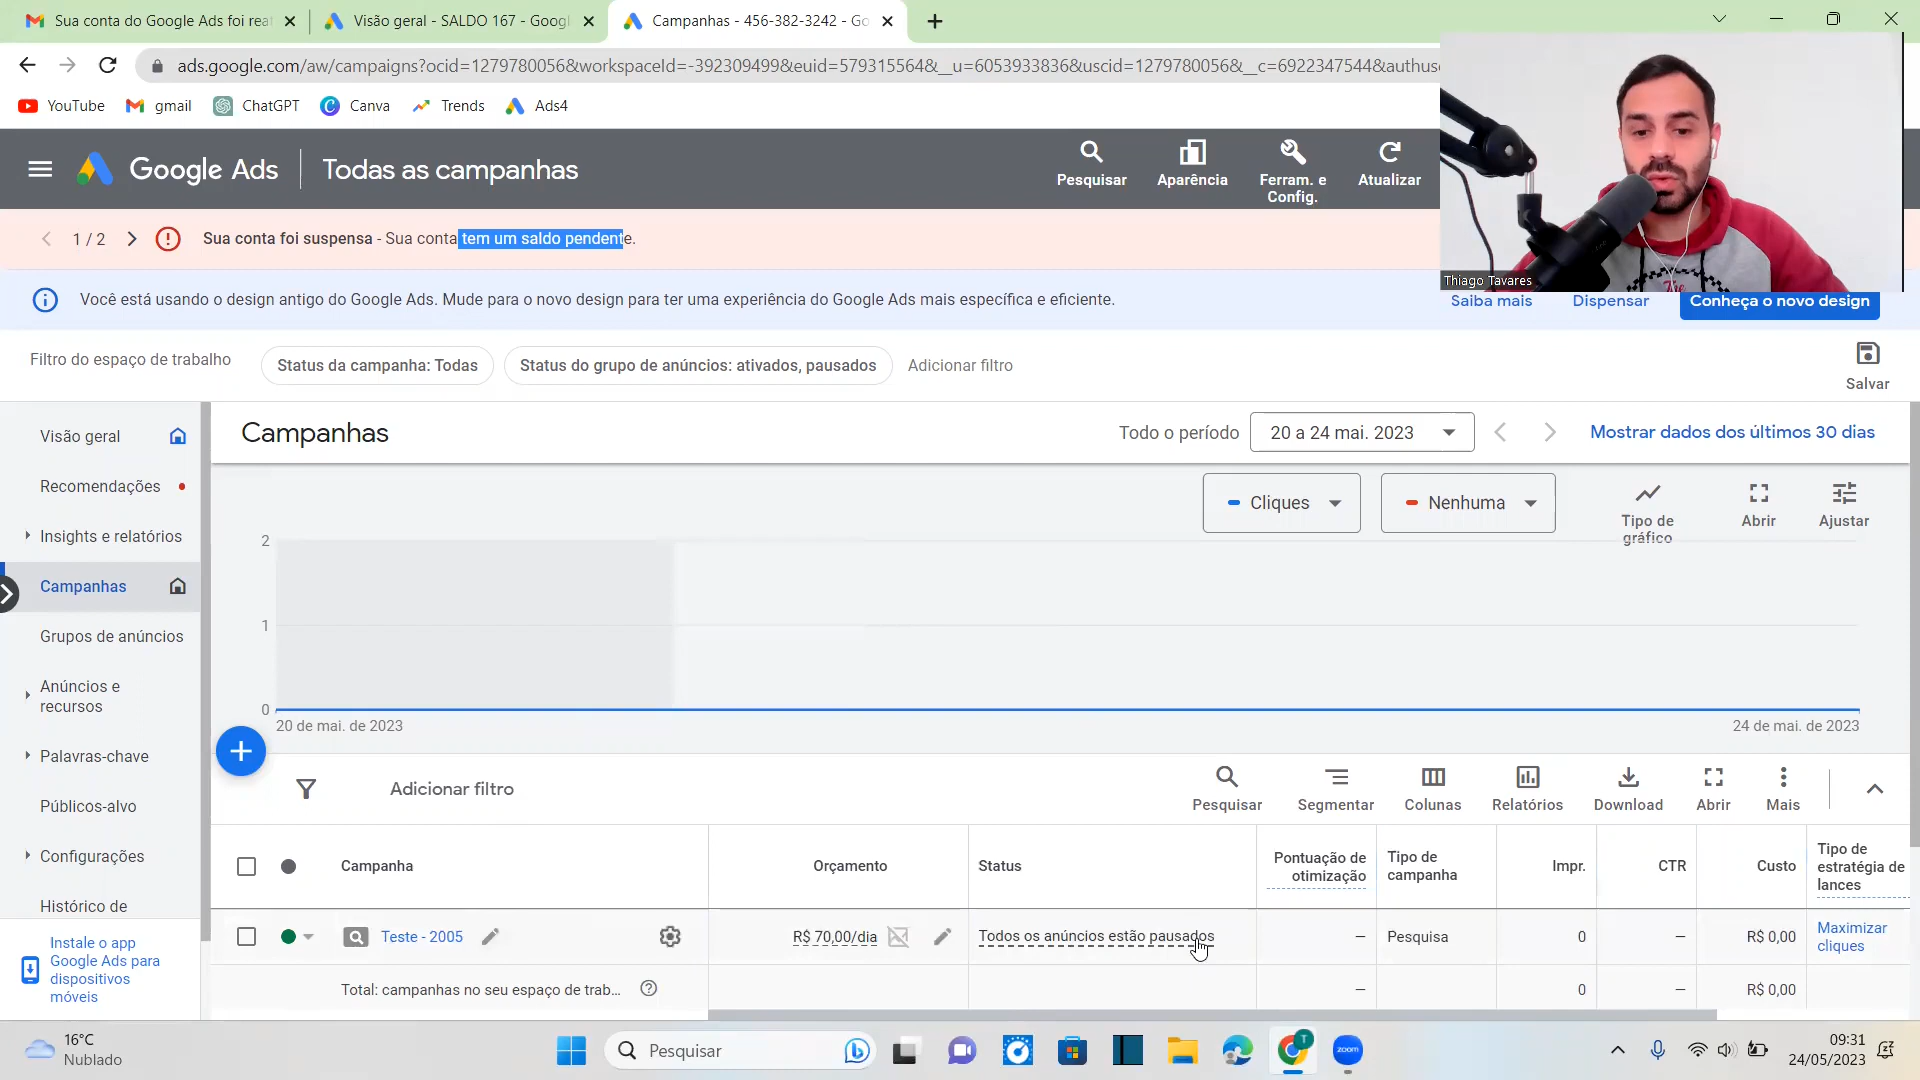 Sua conta do Google Ads foi rea
Visão geral - SALDO 167 - Googl
Campanhas - 456-382-3242 - Go
ads.google.com/aw/campaigns?ocid=1279780056&workspaceId=-392309499&euid=579315564&__u=6053933836&uscid=1279780056&__c=6922347544&authus
YouTube
gmail
ChatGPT
Canva
Trends
Ads4
Google Ads
Todas as campanhas
Pesquisar
Aparência
Ferram. e
Config.
Atualizar
1 / 2
Sua conta foi suspensa - Sua conta tem um saldo pendente.
Thiago Tavares
Você está usando o design antigo do Google Ads. Mude para o novo design para ter uma experiência do Google Ads mais específica e eficiente.
Saiba mais
Dispensar
Conheça o novo design
Filtro do espaço de trabalho
Status da campanha: Todas
Status do grupo de anúncios: ativados, pausados
Adicionar filtro
Salvar
Visão geral
Recomendações
Insights e relatórios
Campanhas
Grupos de anúncios
Anúncios e
recursos
Palavras-chave
Públicos-alvo
Configurações
Histórico de
Instale o app
Google Ads para
dispositivos
móveis
Campanhas
Todo o período
20 a 24 mai. 2023
Mostrar dados dos últimos 30 dias
Cliques
Nenhuma
Tipo de
gráfico
Abrir
Ajustar
2
1
0
20 de mai. de 2023
24 de mai. de 2023
Adicionar filtro
Pesquisar
Segmentar
Colunas
Relatórios
Download
Abrir
Mais
Campanha
Orçamento
Status
Pontuação de
otimização
Tipo de
campanha
Impr.
CTR
Custo
Tipo de
estratégia de
lances
Teste - 2005
R$ 70,00/dia
Todos os anúncios estão pausados
–
Pesquisa
0
–
R$ 0,00
Maximizar
cliques
Total: campanhas no seu espaço de trab...
–
0
–
R$ 0,00
16°C
Nublado
Pesquisar
zoom
T
09:31
24/05/2023